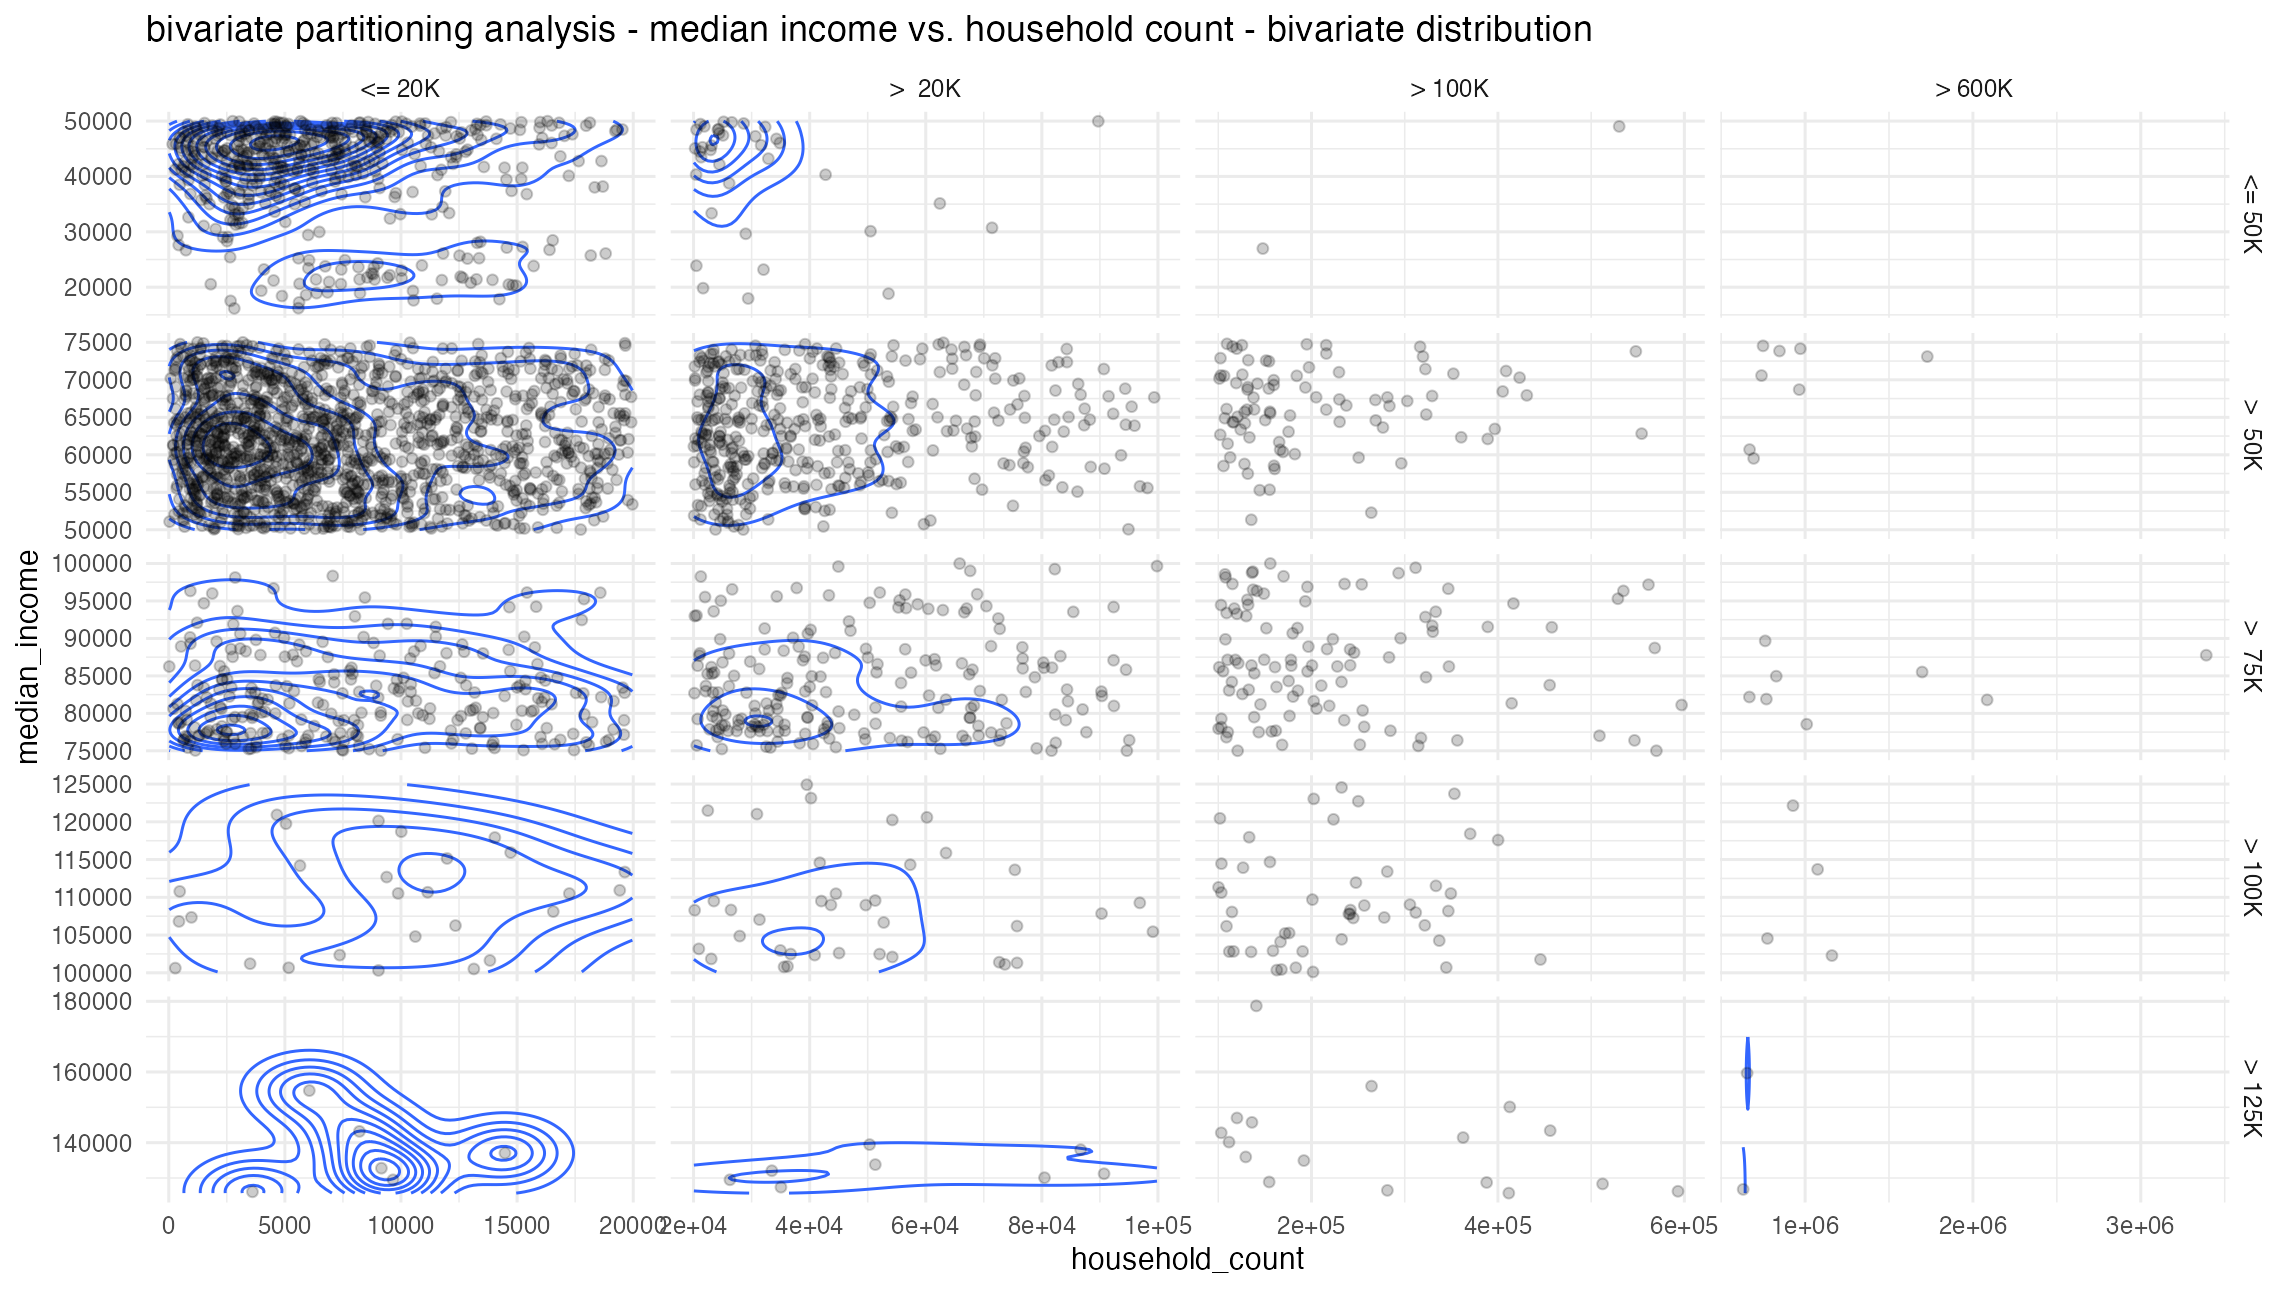 bivariate partitioning analysis - median income vs. household count - bivariate distribution
<= 20K
> 20K
> 100K
> 600K
50000
40000
30000
20000
<= 50K
75000
70000
65000
60000
55000
50000
> 50K
100000
95000
90000
85000
80000
75000
> 75K
125000
120000
115000
110000
105000
100000
> 100K
180000
160000
140000
> 125K
median_income
0 5000 10000 15000 20000 2e+04 4e+04 6e+04 8e+04 1e+05 2e+05 4e+05 6e+05 1e+06 2e+06 3e+06
household_count